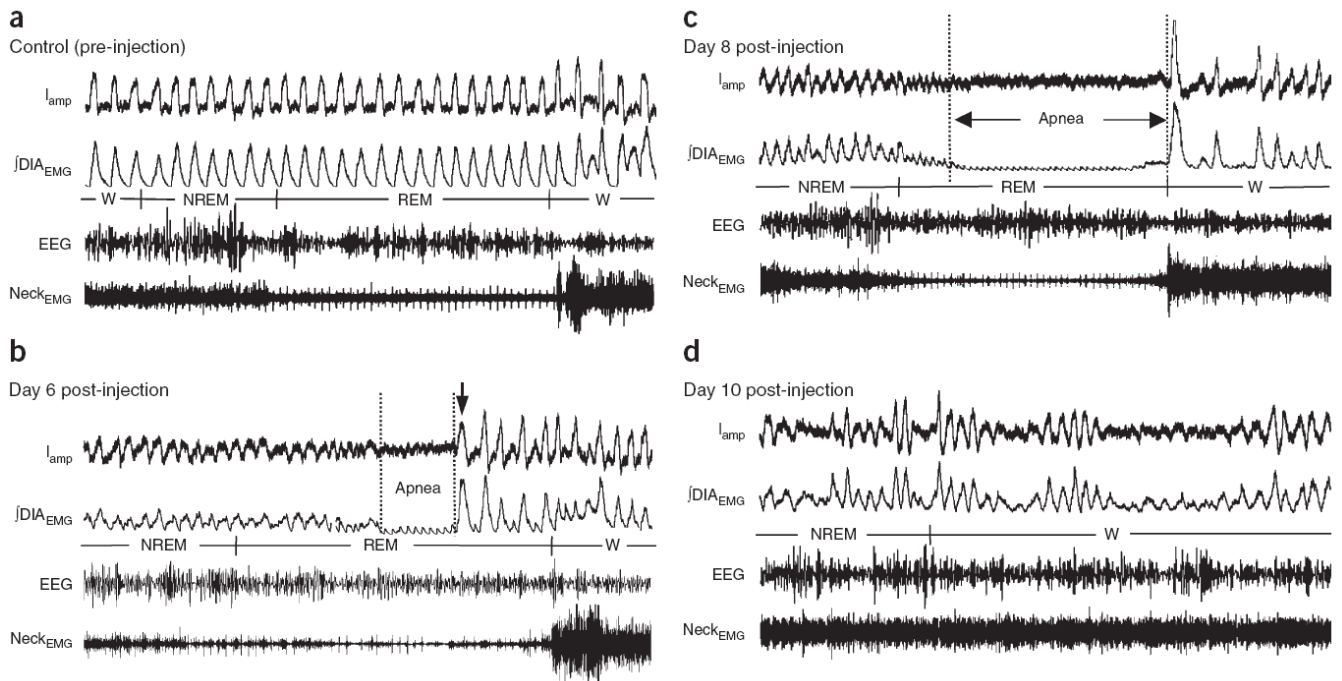 a
Control (pre-injection)
Iamp
∫DIAEMG
W NREM REM W
EEG
NeckEMG
b
Day 6 post-injection
Iamp
Apnea
∫DIAEMG
NREM REM W
EEG
NeckEMG
c
Day 8 post-injection
Iamp
Apnea
∫DIAEMG
NREM REM W
EEG
NeckEMG
d
Day 10 post-injection
Iamp
∫DIAEMG
NREM W
EEG
NeckEMG